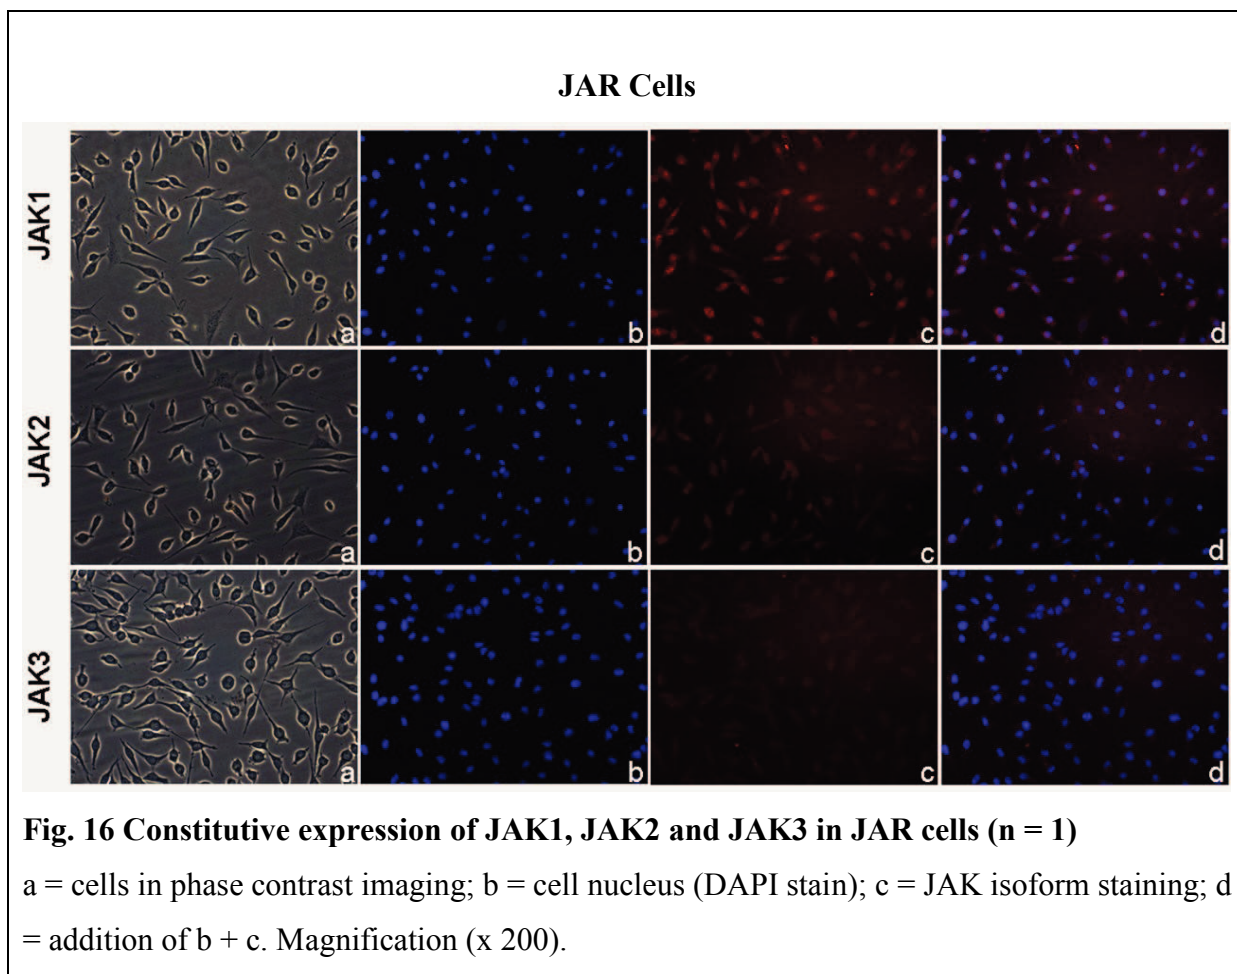 JAR Cells
JAK1
a
b
c
d
JAK2
a
b
c
d
JAK3
a
b
c
d
Fig. 16 Constitutive expression of JAK1, JAK2 and JAK3 in JAR cells (n = 1)
a = cells in phase contrast imaging; b = cell nucleus (DAPI stain); c = JAK isoform staining; d
= addition of b + c. Magnification (x 200).